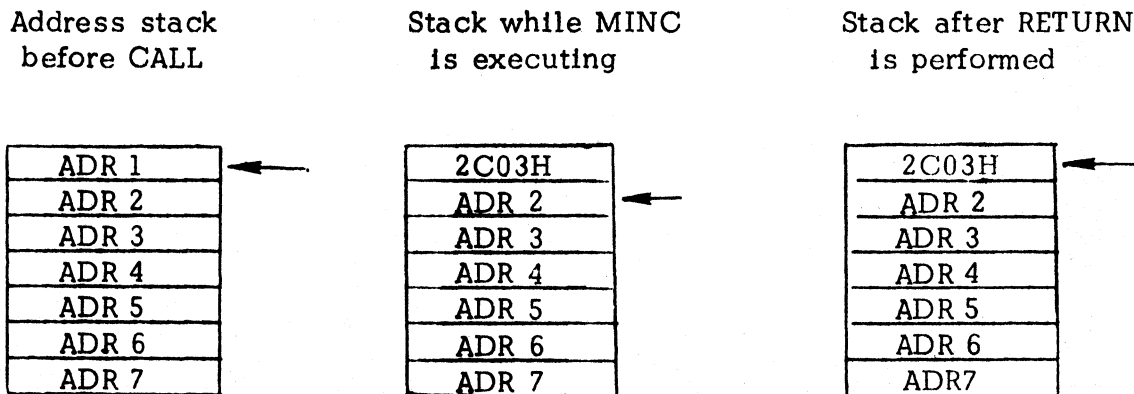 Address stack
before CALL
ADR 1
ADR 2
ADR 3
ADR 4
ADR 5
ADR 6
ADR 7
Stack while MINC
is executing
2C03H
ADR 2
ADR 3
ADR 4
ADR 5
ADR 6
ADR 7
Stack after RETURN
is performed
2C03H
ADR 2
ADR 3
ADR 4
ADR 5
ADR 6
ADR7